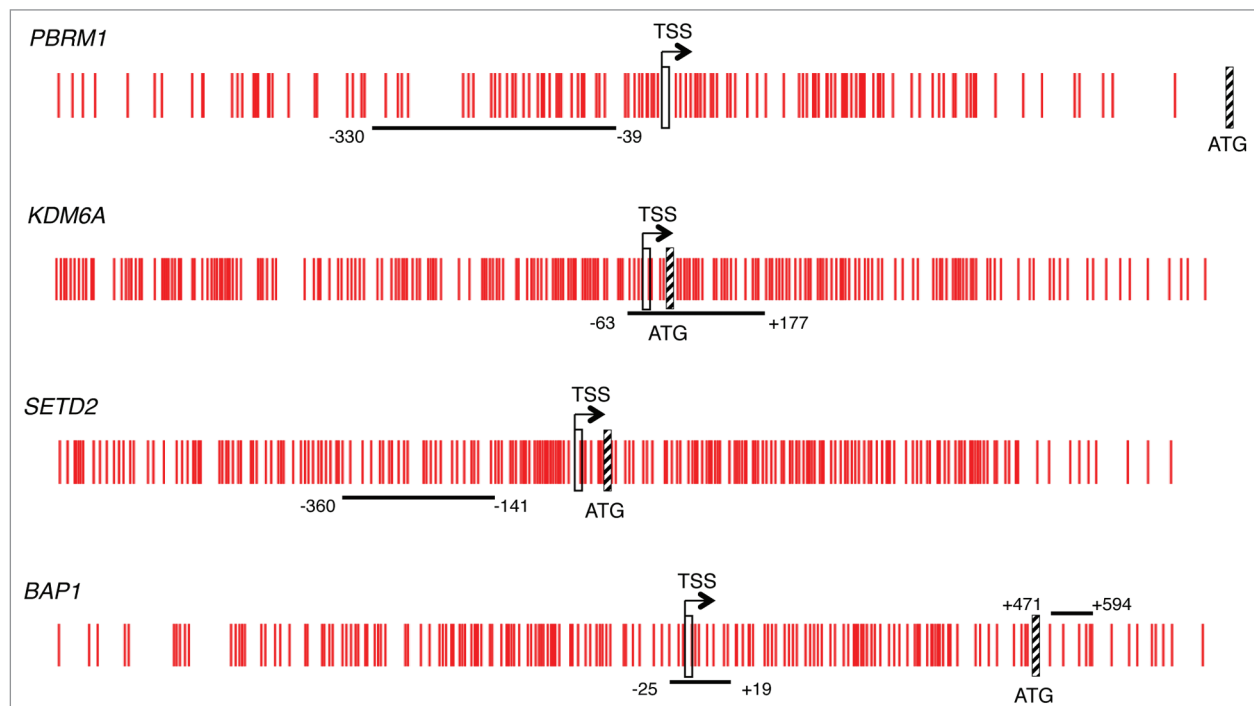 PBRM1
TSS
-330
-39
ATG
KDM6A
TSS
-63
+177
ATG
SETD2
TSS
-360
-141
ATG
BAP1
TSS
+471
+594
-25
+19
ATG